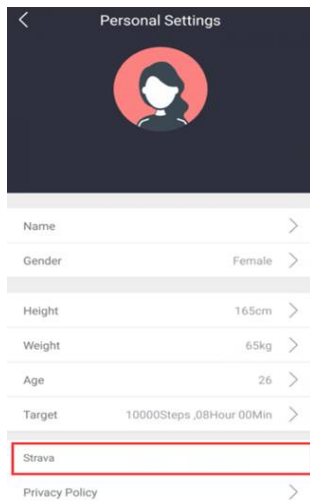 Personal Settings
Name
Gender Female
Height 165cm
Weight 65kg
Age 26
Target 10000Steps ,08Hour 00Min
Strava
Privacy Policy